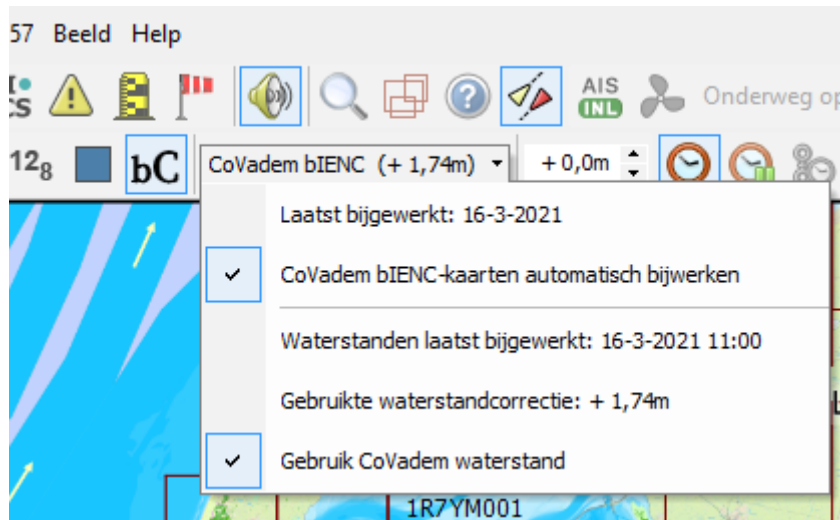 57 Beeld Help
CS AIS INL Onderweg op
12₈ bC CoVadem bIENC (+ 1,74m) +0,0m
Laatst bijgewerkt: 16-3-2021
CoVadem bIENC-kaarten automatisch bijwerken
Waterstanden laatst bijgewerkt: 16-3-2021 11:00
Gebruikte waterstandcorrectie: + 1,74m
Gebruik CoVadem waterstand
1R7YM001